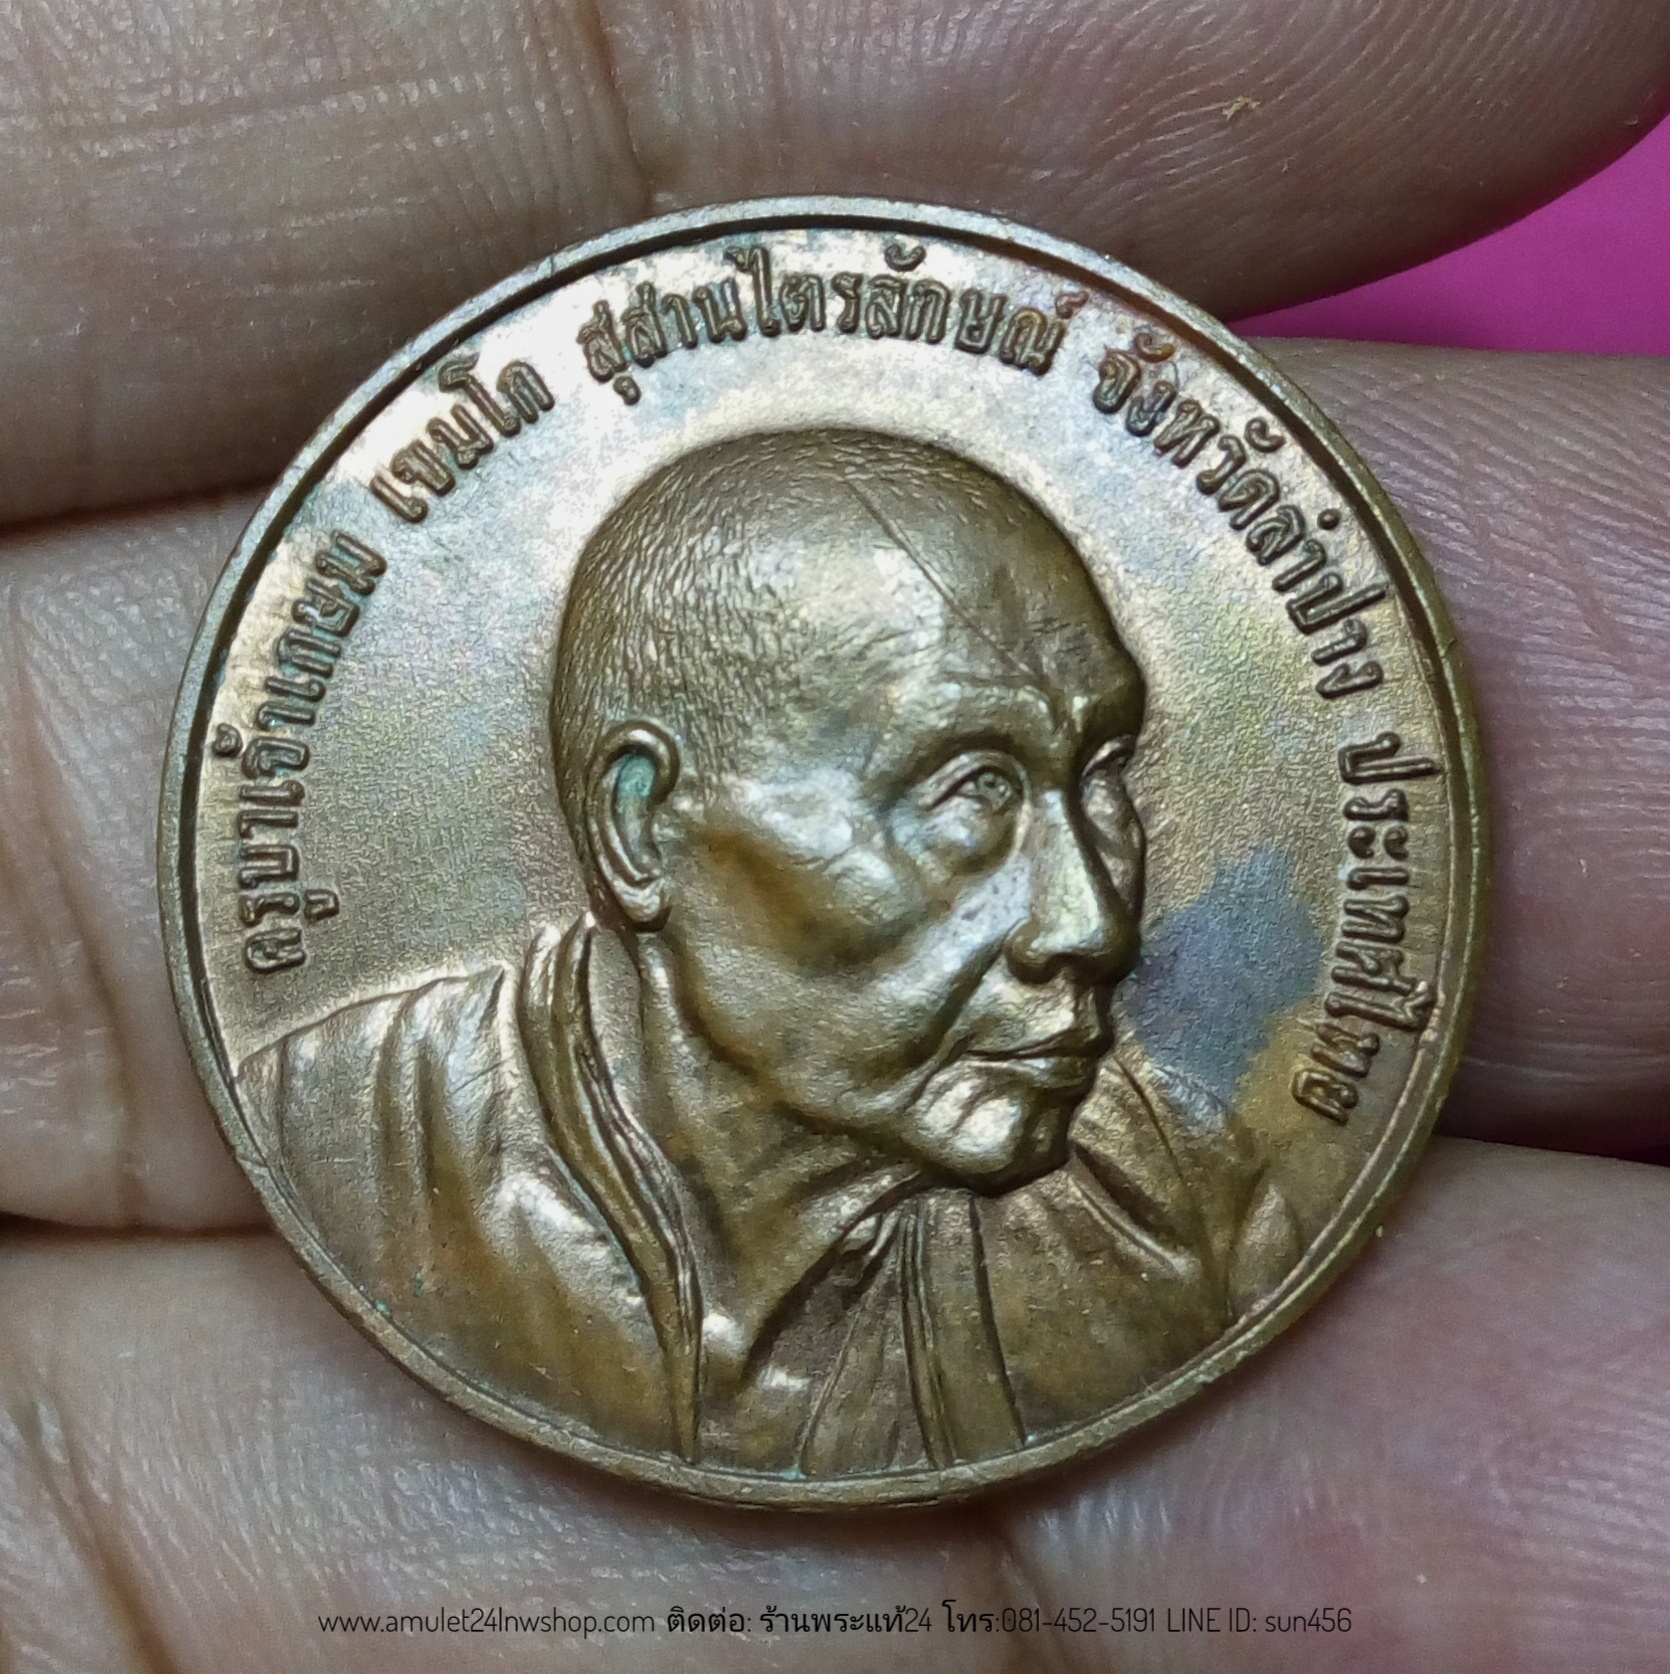 ครูบาเจ้าเกษม เขมโก สุสานไตรลักษณ์ จังหวัดลำปาง ประเทศไทย
www.amulet24lnwshop.com ติดต่อ: ร้านพระแท้24 โทร:081-452-5191 LINE ID: sun456